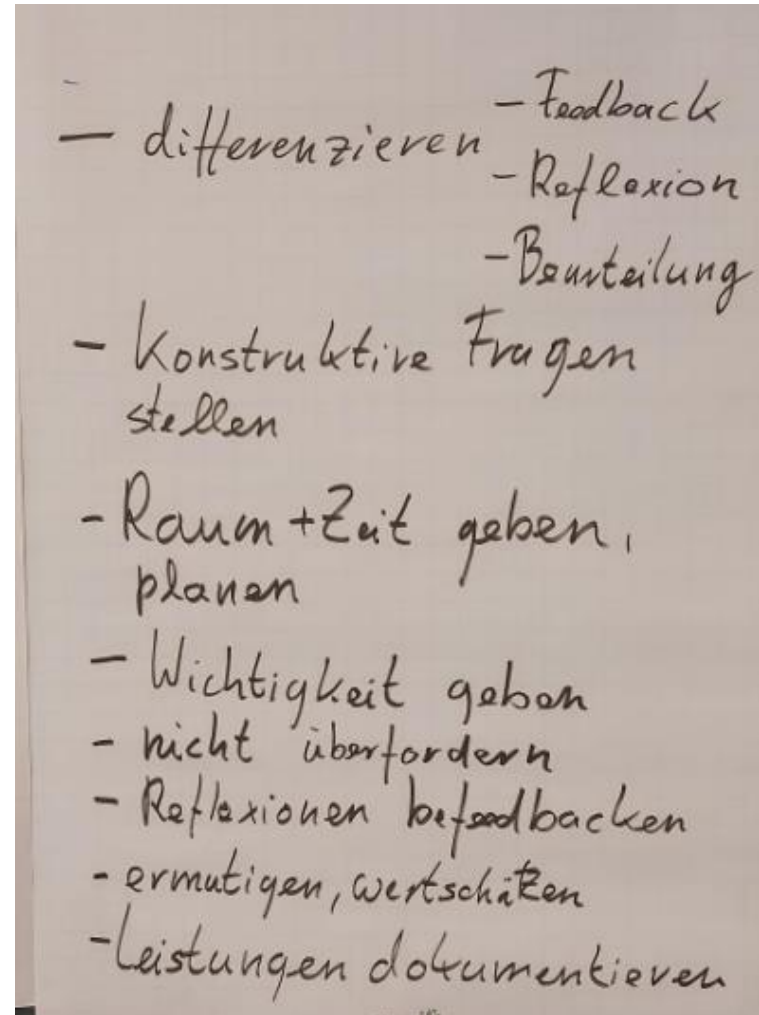 - differenzieren - Feedback
- Reflexion
- Beurteilung
- Konstruktive Fragen
stellen
- Raum + Zeit geben,
planen
- Wichtigkeit geben
- nicht überfordern
- Reflexionen befeedbacken
- ermutigen, wertschätzen
- Leistungen dokumentieren